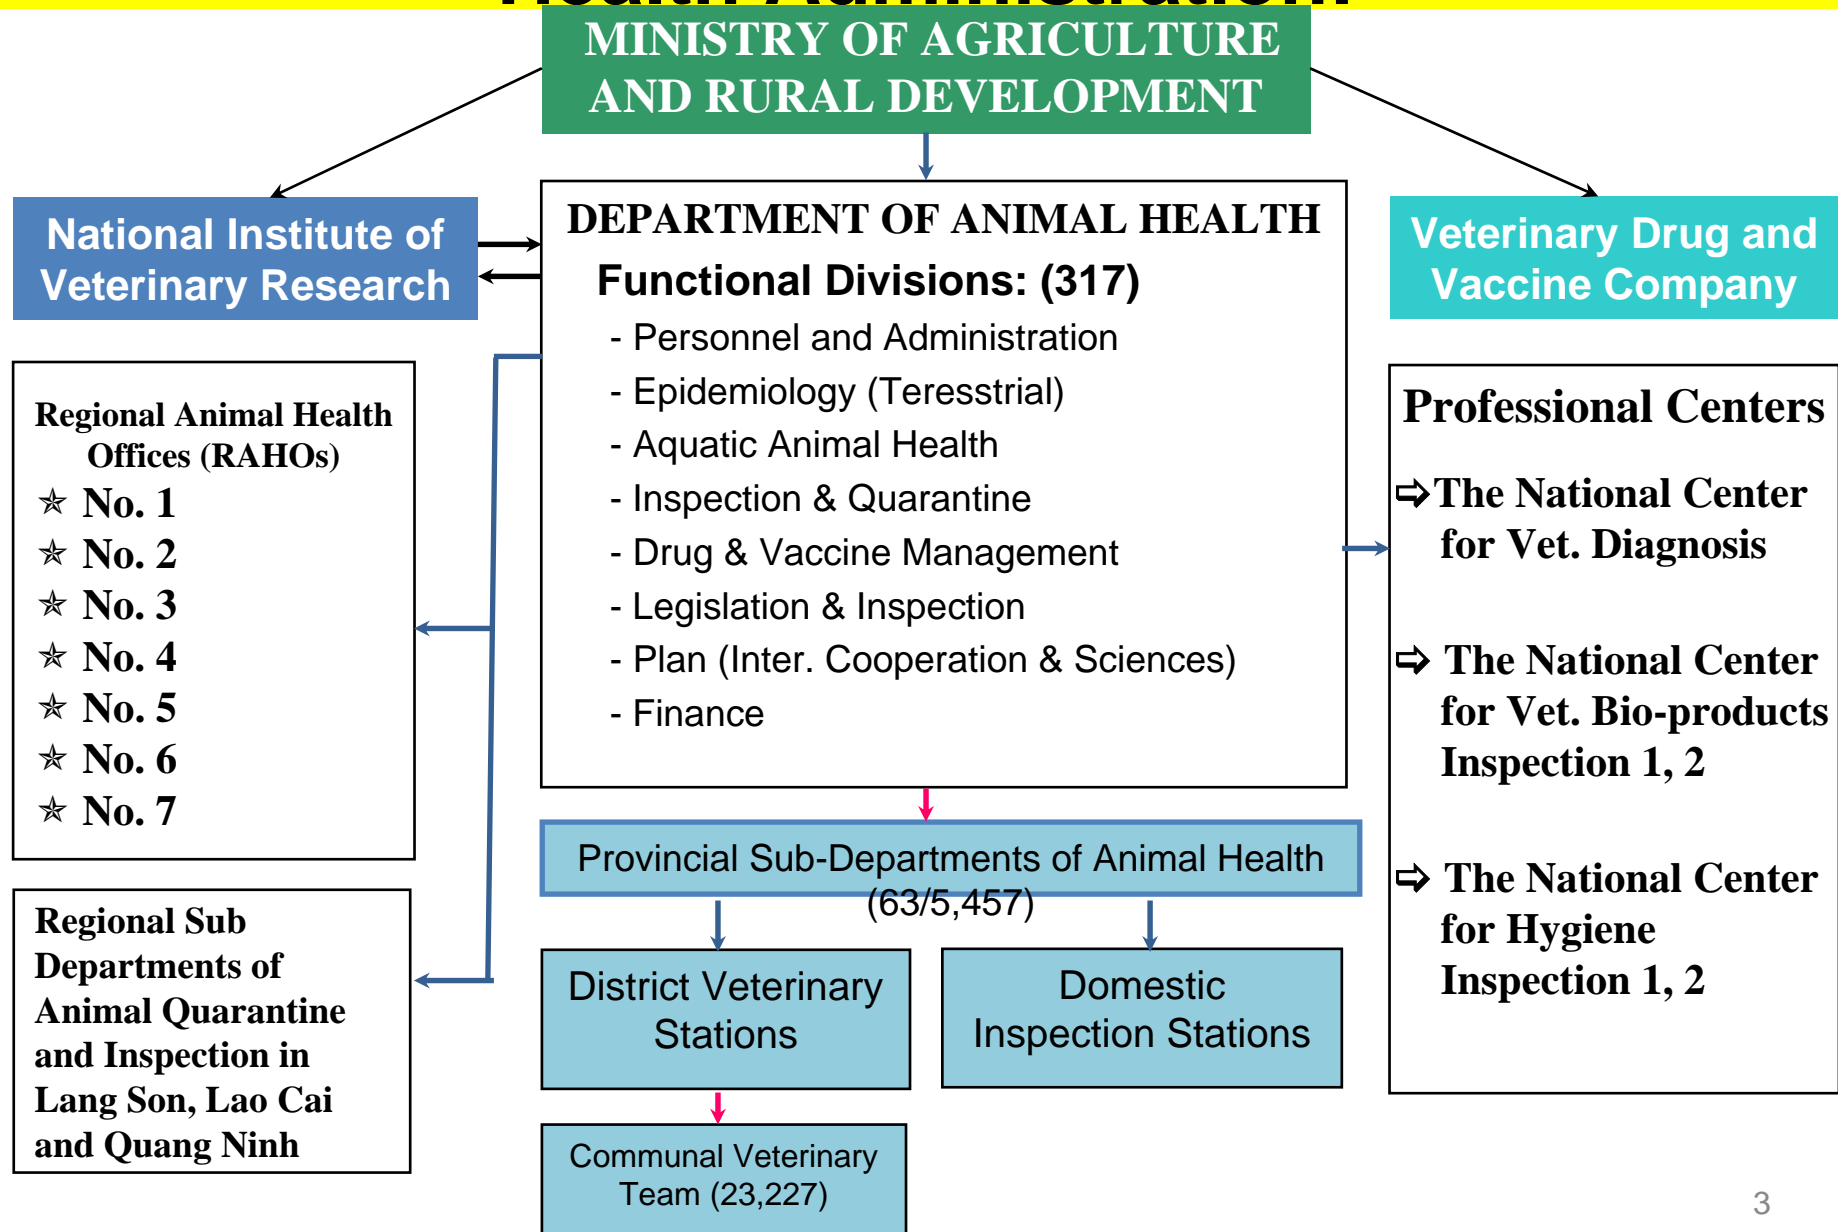 Health Administration:
MINISTRY OF AGRICULTURE
AND RURAL DEVELOPMENT
National Institute of
Veterinary Research
DEPARTMENT OF ANIMAL HEALTH
Functional Divisions: (317)
- Personnel and Administration
- Epidemiology (Teresstrial)
- Aquatic Animal Health
- Inspection & Quarantine
- Drug & Vaccine Management
- Legislation & Inspection
- Plan (Inter. Cooperation & Sciences)
- Finance
Veterinary Drug and
Vaccine Company
Regional Animal Health
Offices (RAHOs)
✯ No. 1
✯ No. 2
✯ No. 3
✯ No. 4
✯ No. 5
✯ No. 6
✯ No. 7
Professional Centers
⇨The National Center
for Vet. Diagnosis
⇨ The National Center
for Vet. Bio-products
Inspection 1, 2
⇨ The National Center
for Hygiene
Inspection 1, 2
Regional Sub
Departments of
Animal Quarantine
and Inspection in
Lang Son, Lao Cai
and Quang Ninh
Provincial Sub-Departments of Animal Health
(63/5,457)
District Veterinary
Stations
Domestic
Inspection Stations
Communal Veterinary
Team (23,227)
3